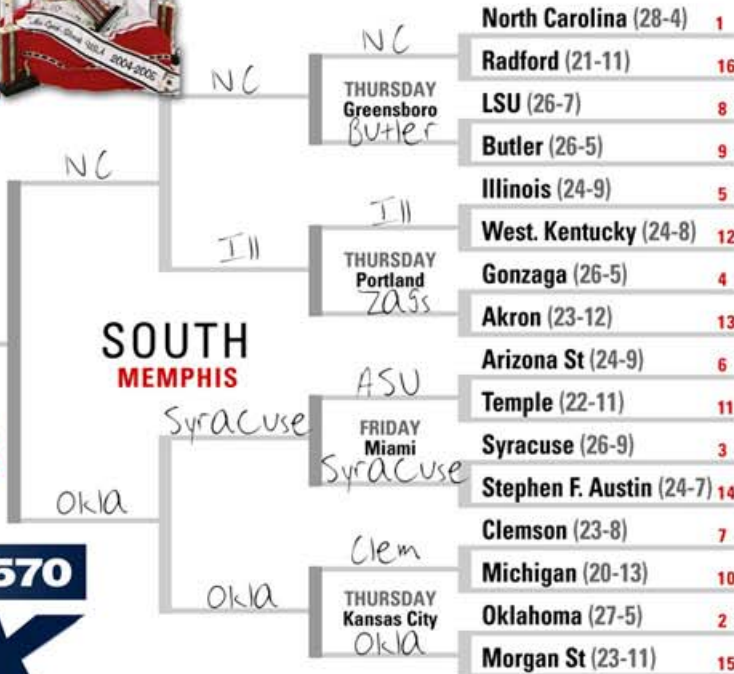 2004-2005
NC
North Carolina (28-4) 1
Radford (21-11) 16
NC
THURSDAY
Greensboro
LSU (26-7) 8
Butler
Butler (26-5) 9
NC
Illinois (24-9) 5
Ill
West. Kentucky (24-8) 12
Ill
THURSDAY
Portland
Gonzaga (26-5) 4
Zags
Akron (23-12) 13
SOUTH
MEMPHIS
Arizona St (24-9) 6
ASU
Temple (22-11) 11
Syracuse
FRIDAY
Miami
Syracuse (26-9) 3
Syracuse
Stephen F. Austin (24-7) 14
Okla
Clemson (23-8) 7
Clem
Michigan (20-13) 10
570
Okla
THURSDAY
Kansas City
Oklahoma (27-5) 2
Okla
Morgan St (23-11) 15